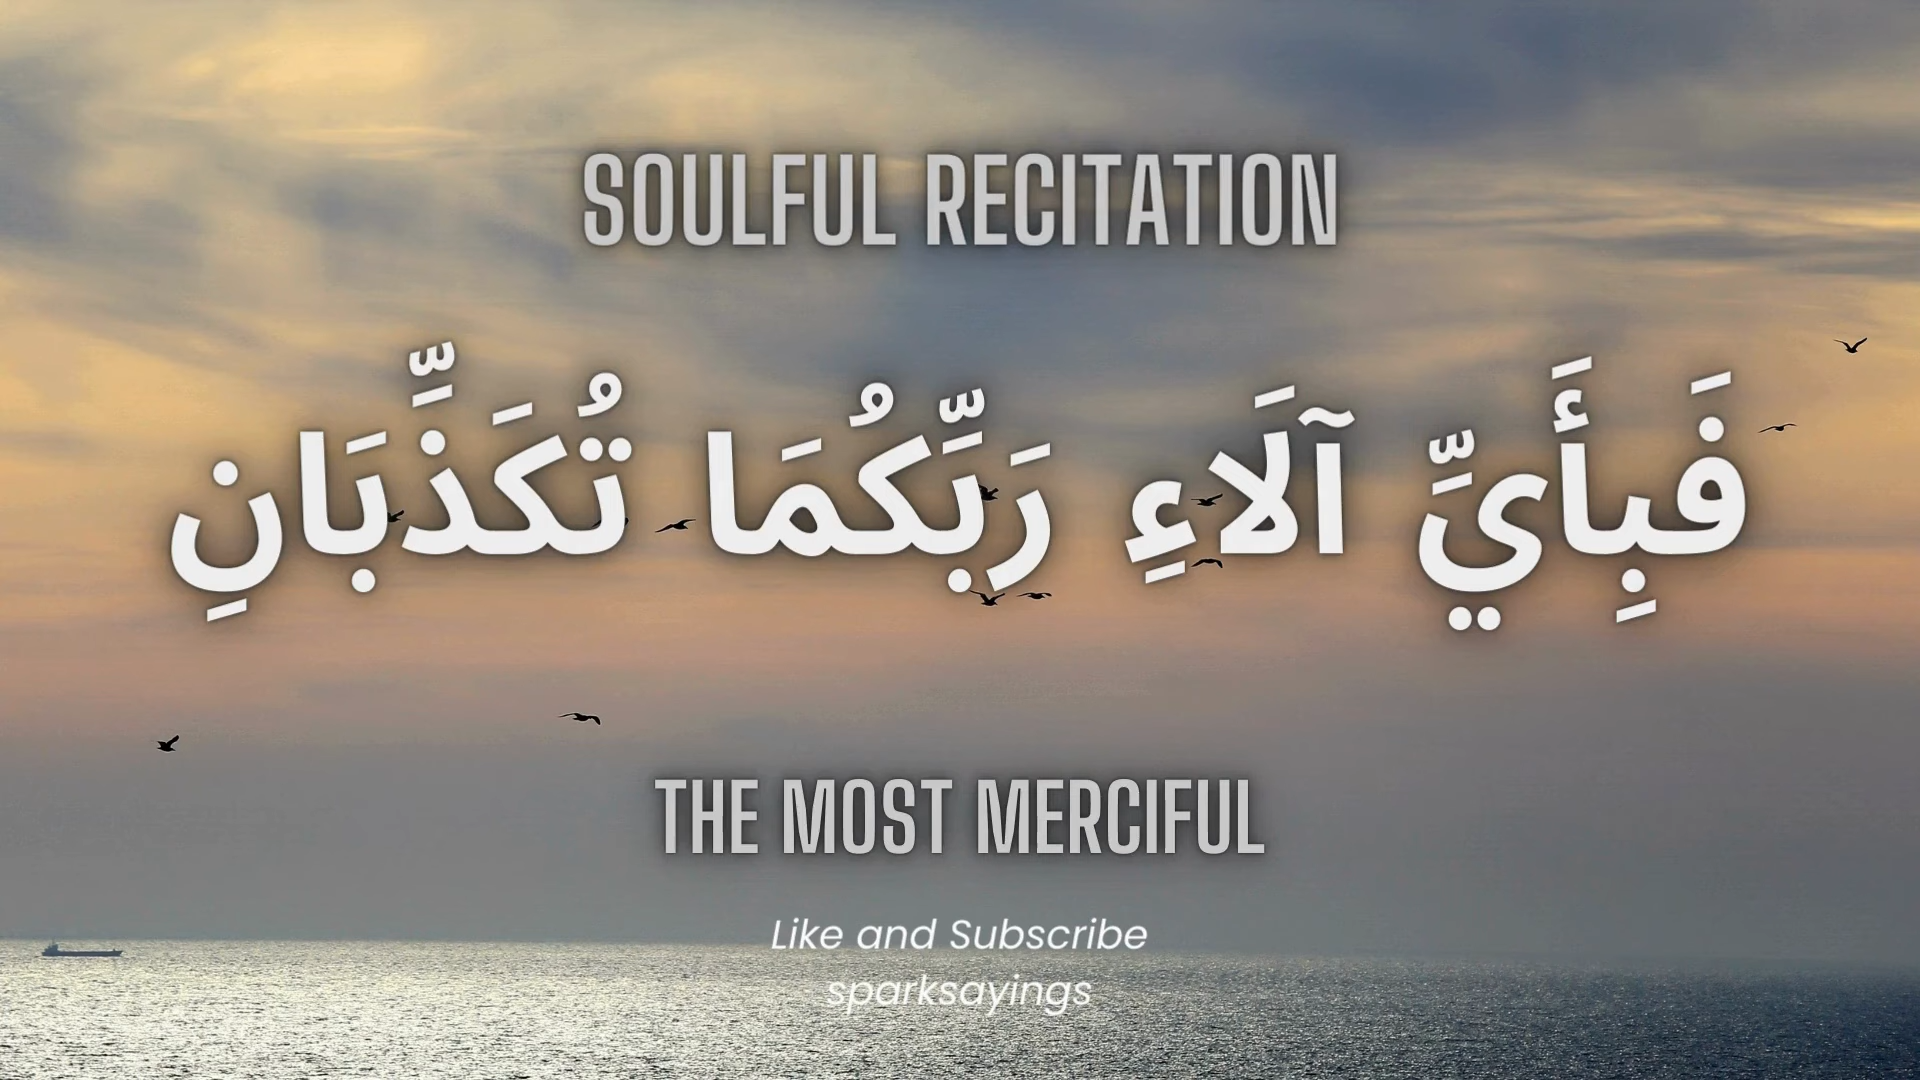 SOULFUL RECITATION
فَبِأَيِّ آلَاءِ رَبِّكُمَا تُكَذِّبَانِ
THE MOST MERCIFUL
Like and Subscribe
sparksayings